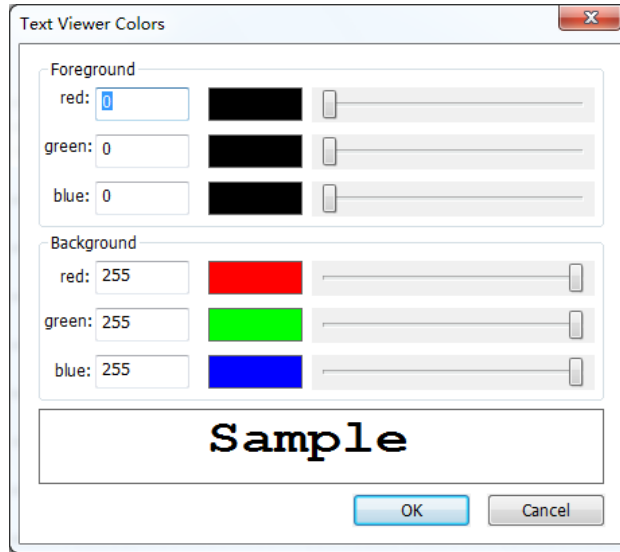 Text Viewer Colors
Foreground
red: 0
green: 0
blue: 0
Background
red: 255
green: 255
blue: 255
Sample
OK Cancel